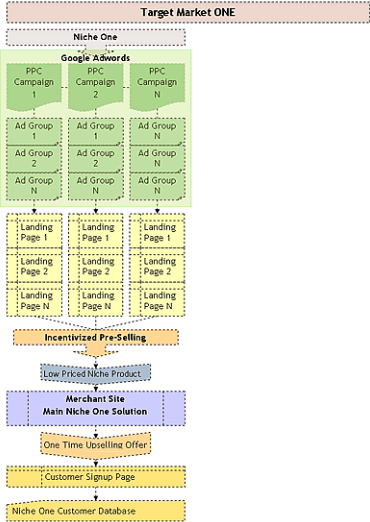 Target Market ONE
Niche One
Google Adwords
PPC Campaign 1
PPC Campaign 2
PPC Campaign N
Ad Group 1
Ad Group 1
Ad Group N
Ad Group 2
Ad Group 2
Ad Group N
Ad Group N
Ad Group N
Ad Group N
Landing Page 1
Landing Page 1
Landing Page 1
Landing Page 2
Landing Page 2
Landing Page 2
Landing Page N
Landing Page N
Landing Page N
Incentivized Pre-Selling
Low Priced Niche Product
Merchant Site
Main Niche One Solution
One Time Upselling Offer
Customer Signup Page
Niche One Customer Database